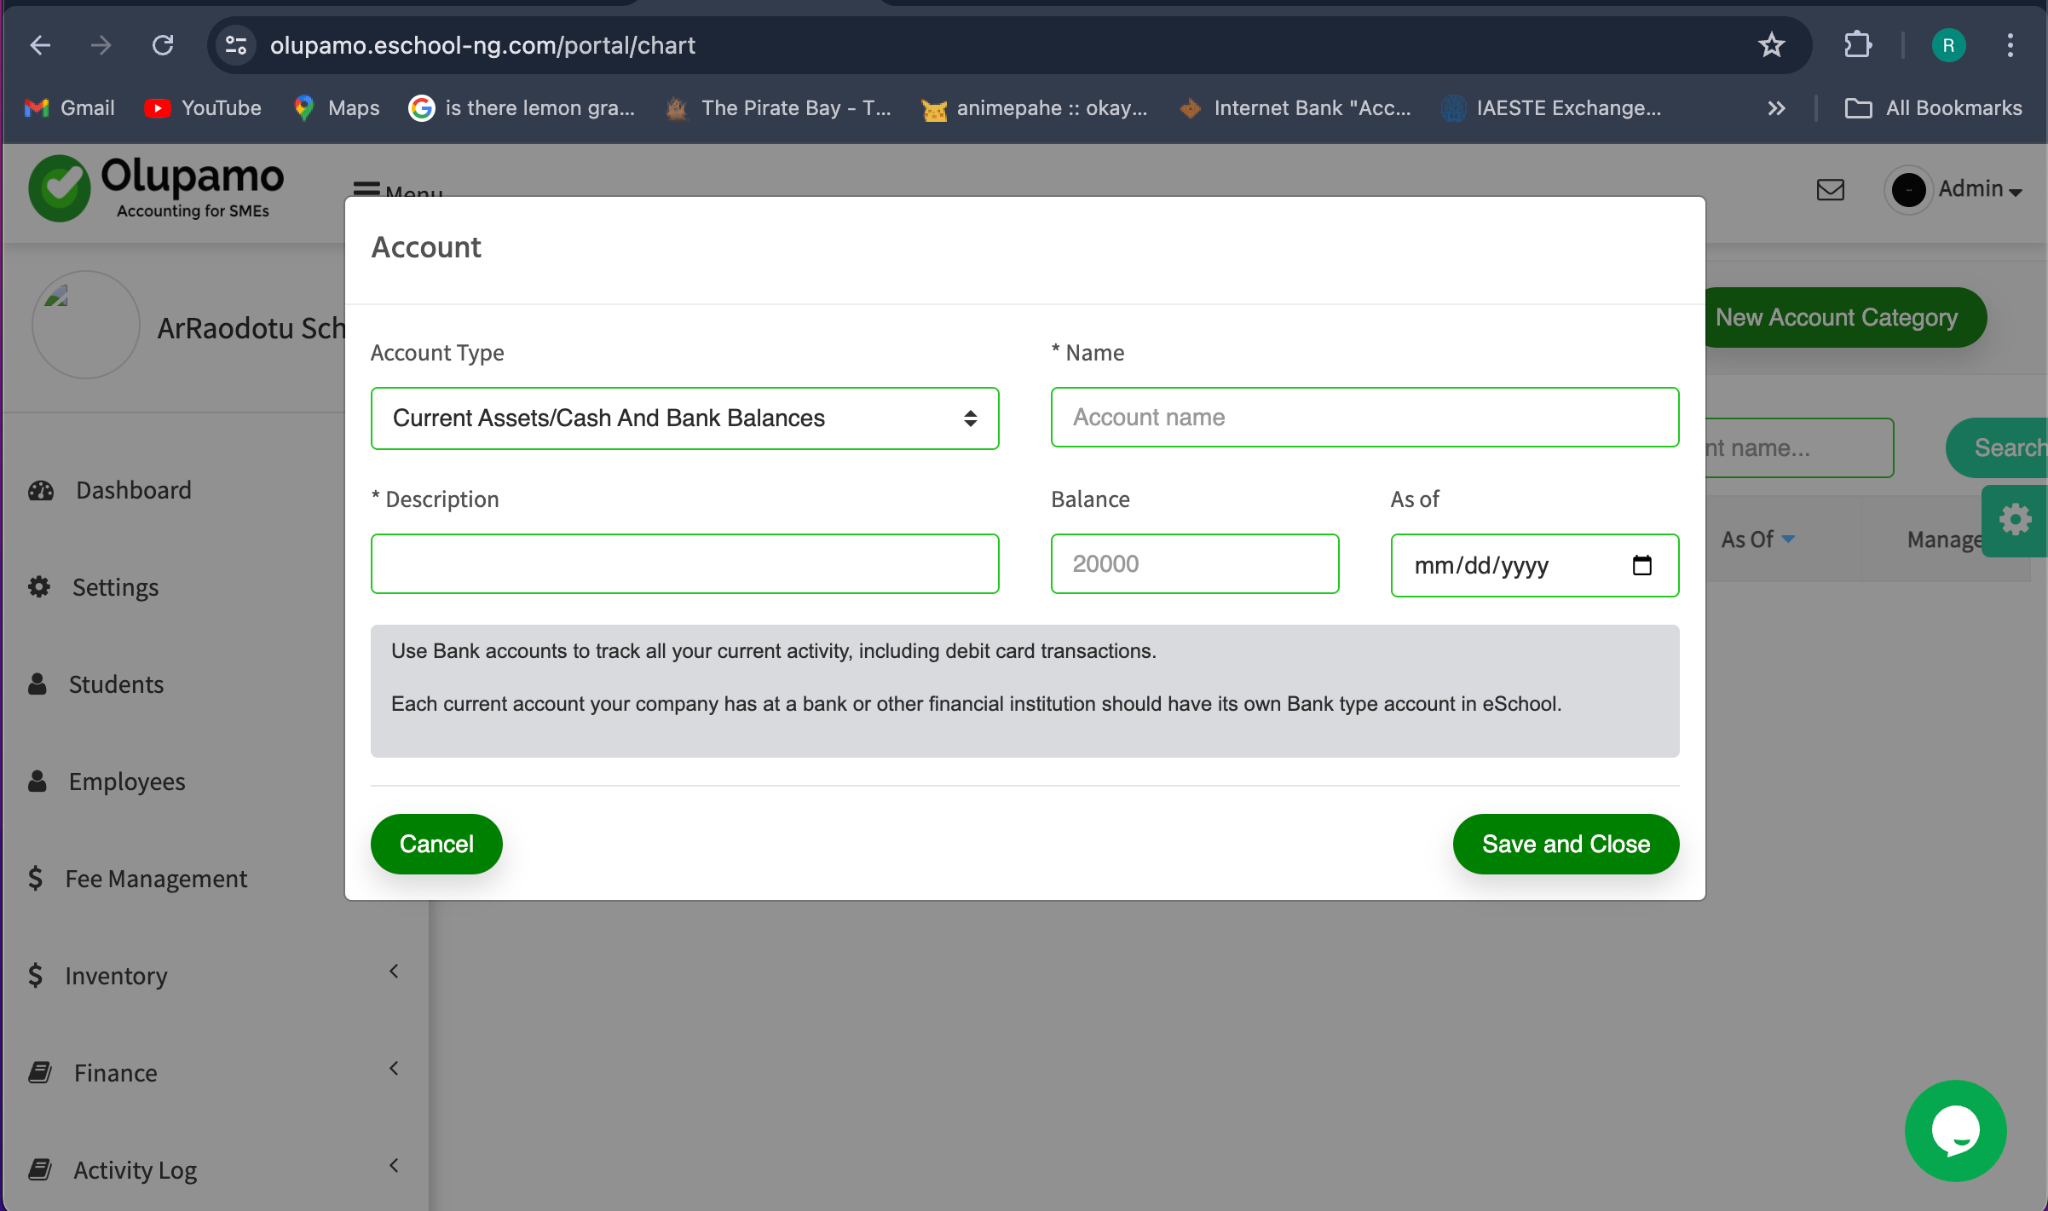 olupamo.eschool-ng.com/portal/chart
R
Gmail
YouTube
Maps
is there lemon gra...
The Pirate Bay - T...
animepahe :: okay...
Internet Bank "Acc...
IAESTE Exchange...
All Bookmarks
Olupamo
Accounting for SMEs
Menu
Admin
ArRaodotu Sch
New Account Category
Account
Account Type
* Name
Current Assets/Cash And Bank Balances
Account name
nt name...
Search
* Description
Balance
As of
20000
mm/dd/yyyy
As Of
Manage
Use Bank accounts to track all your current activity, including debit card transactions.
Each current account your company has at a bank or other financial institution should have its own Bank type account in eSchool.
Cancel
Save and Close
Dashboard
Settings
Students
Employees
Fee Management
Inventory
Finance
Activity Log